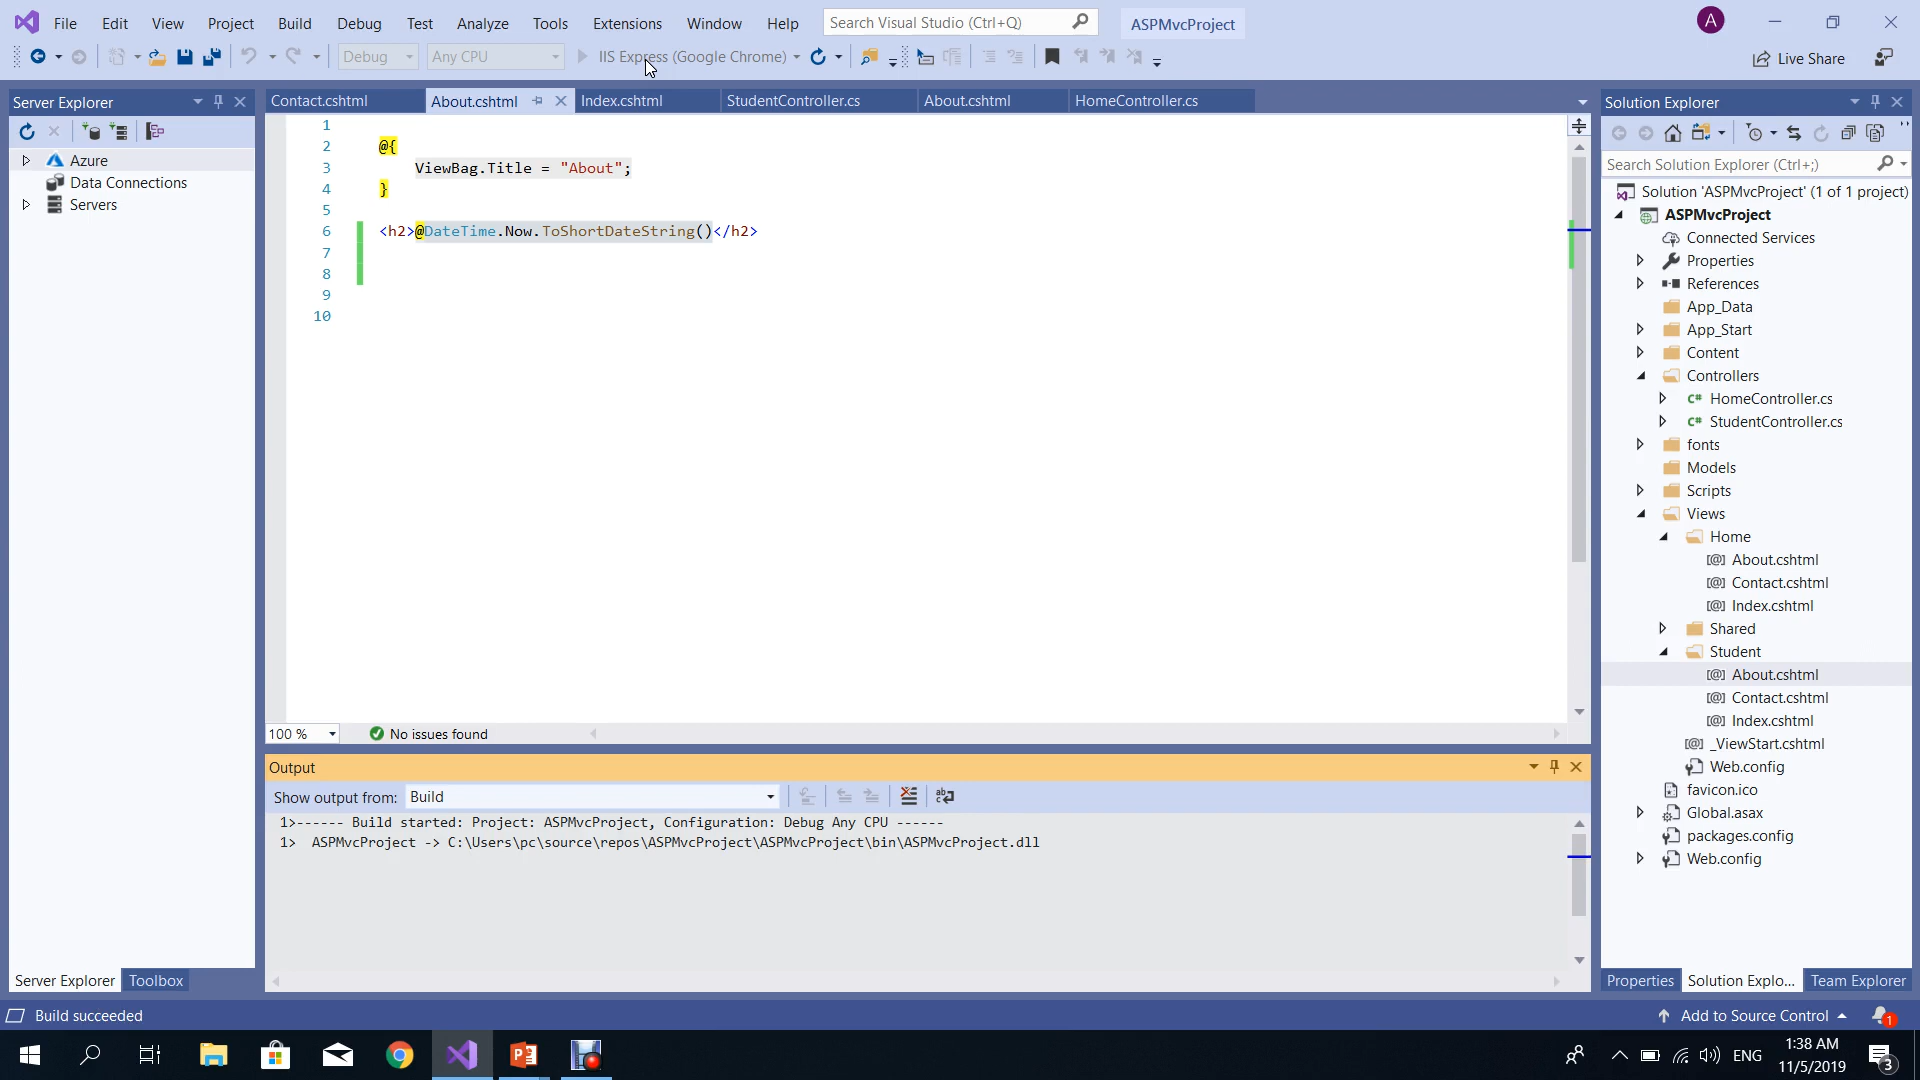 File Edit View Project Build Debug Test Analyze Tools Extensions Window Help Search Visual Studio (Ctrl+Q) ASPMvcProject A
Debug Any CPU IIS Express (Google Chrome) Live Share
Server Explorer
Azure
Data Connections
Servers
Server Explorer Toolbox
Contact.cshtml About.cshtml Index.cshtml StudentController.cs About.cshtml HomeController.cs
1
2 @{
3 ViewBag.Title = "About";
4 }
5
6 <h2>@DateTime.Now.ToShortDateString()</h2>
7
8
9
10
100 % No issues found
Output
Show output from: Build
1>------ Build started: Project: ASPMvcProject, Configuration: Debug Any CPU ------
1> ASPMvcProject -> C:\Users\pc\source\repos\ASPMvcProject\ASPMvcProject\bin\ASPMvcProject.dll
Solution Explorer
Search Solution Explorer (Ctrl+;)
Solution 'ASPMvcProject' (1 of 1 project)
ASPMvcProject
Connected Services
Properties
References
App_Data
App_Start
Content
Controllers
C# HomeController.cs
C# StudentController.cs
fonts
Models
Scripts
Views
Home
[@] About.cshtml
[@] Contact.cshtml
[@] Index.cshtml
Shared
Student
[@] About.cshtml
[@] Contact.cshtml
[@] Index.cshtml
[@] _ViewStart.cshtml
Web.config
favicon.ico
Global.asax
packages.config
Web.config
Properties Solution Explo... Team Explorer
Build succeeded Add to Source Control 1
ENG 1:38 AM
11/5/2019 3